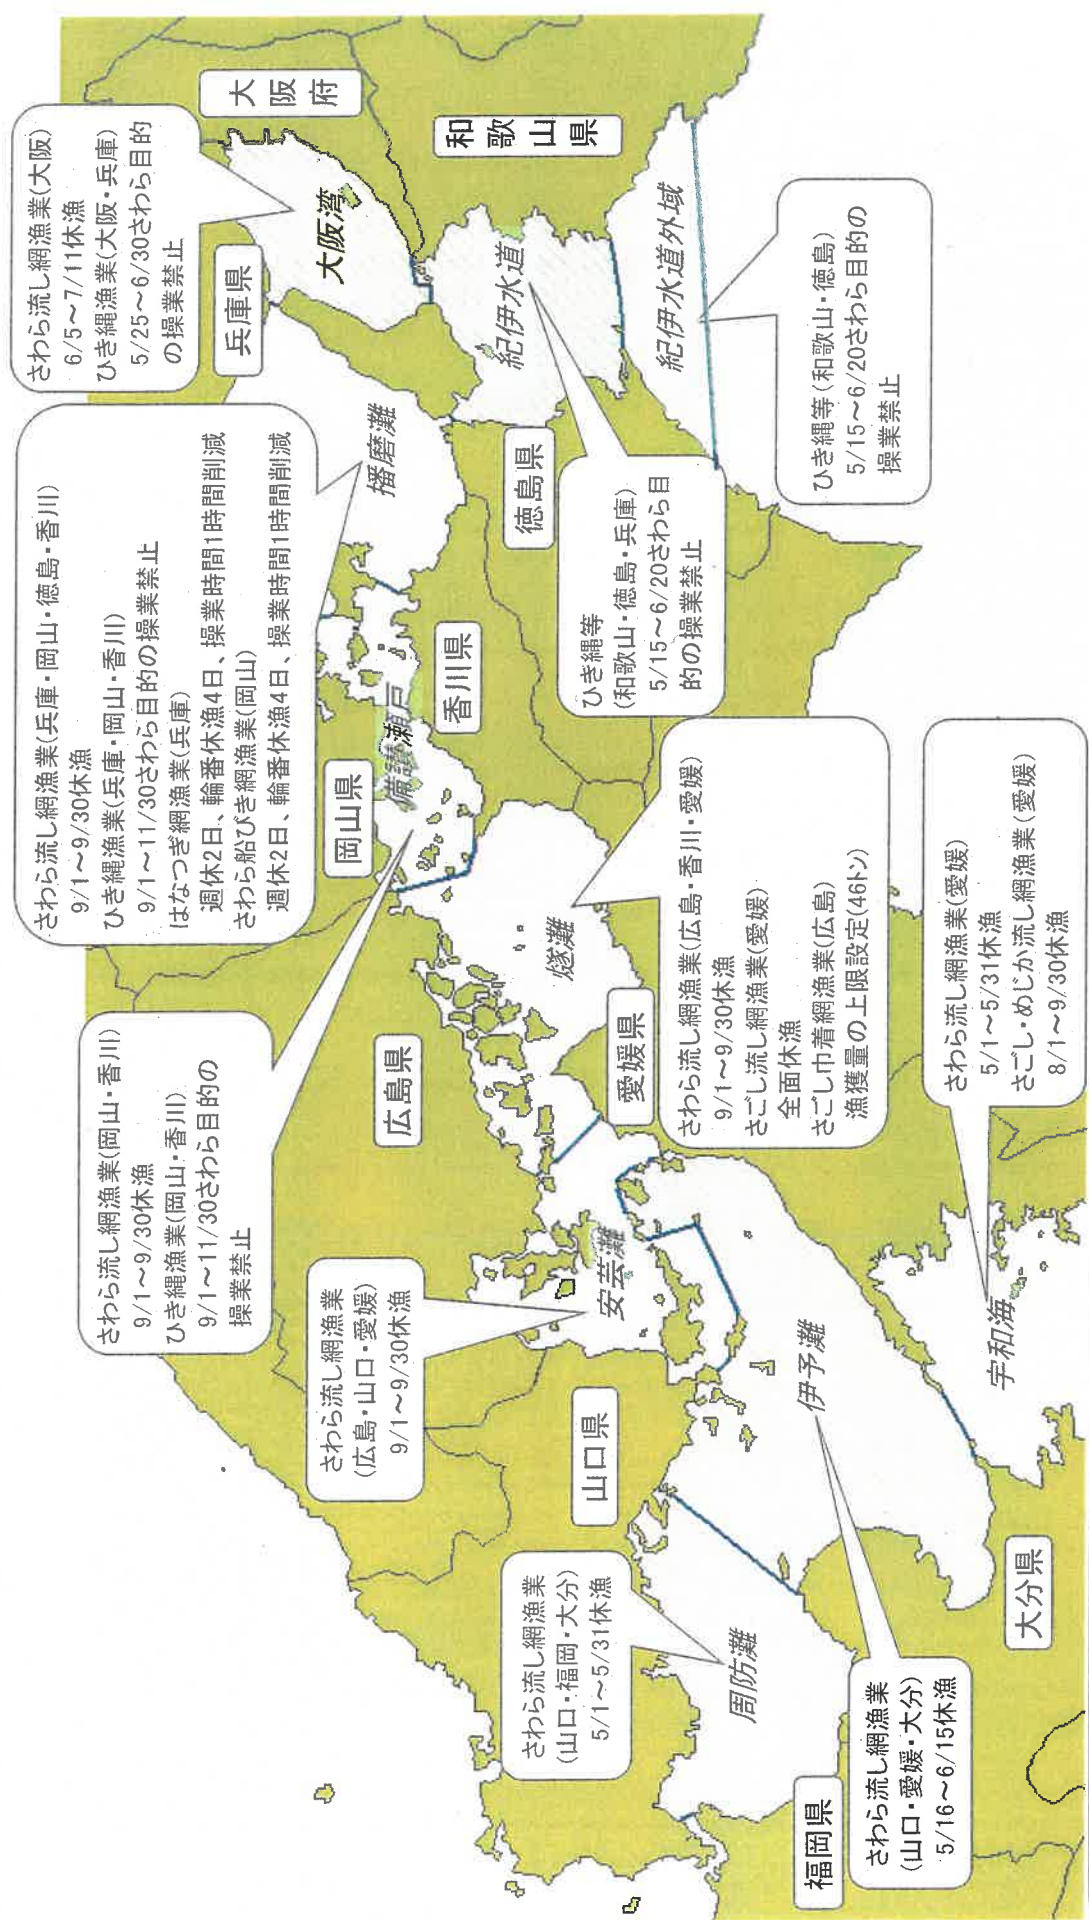 さわら流し網漁業(大阪)
6/5~7/11休漁
ひき縄漁業(大阪・兵庫)
5/25~6/30さわら目的
の操業禁止
さわら流し網漁業(兵庫・岡山・徳島・香川)
9/1~9/30休漁
ひき縄漁業(兵庫・岡山・香川)
9/1~11/30さわら目的の操業禁止
はなつぎ網漁業(兵庫)
週休2日、輪番休漁4日、操業時間1時間削減
さわら船びき網漁業(岡山)
週休2日、輪番休漁4日、操業時間1時間削減
さわら流し網漁業(岡山・香川)
9/1~9/30休漁
ひき縄漁業(岡山・香川)
9/1~11/30さわら目的の
操業禁止
さわら流し網漁業
(広島・山口・愛媛)
9/1~9/30休漁
さわら流し網漁業
(山口・福岡・大分)
5/1~5/31休漁
さわら流し網漁業
(山口・愛媛・大分)
5/16~6/15休漁
さわら流し網漁業(広島・香川・愛媛)
9/1~9/30休漁
さごし流し網漁業(愛媛)
全面休漁
さごし巾着網漁業(広島)
漁獲量の上限設定(46トン)
さわら流し網漁業(愛媛)
5/1~5/31休漁
さごし・めじか流し網漁業(愛媛)
8/1~9/30休漁
ひき縄等
(和歌山・徳島・兵庫)
5/15~6/20さわら目
的の操業禁止
ひき縄等(和歌山・徳島)
5/15~6/20さわら目的の
操業禁止
大阪府
和歌山県
兵庫県
徳島県
香川県
岡山県
広島県
愛媛県
山口県
福岡県
大分県
大阪湾
紀伊水道
紀伊水道外域
播磨灘
備讃瀬戸
燧灘
安芸灘
伊予灘
周防灘
宇和海